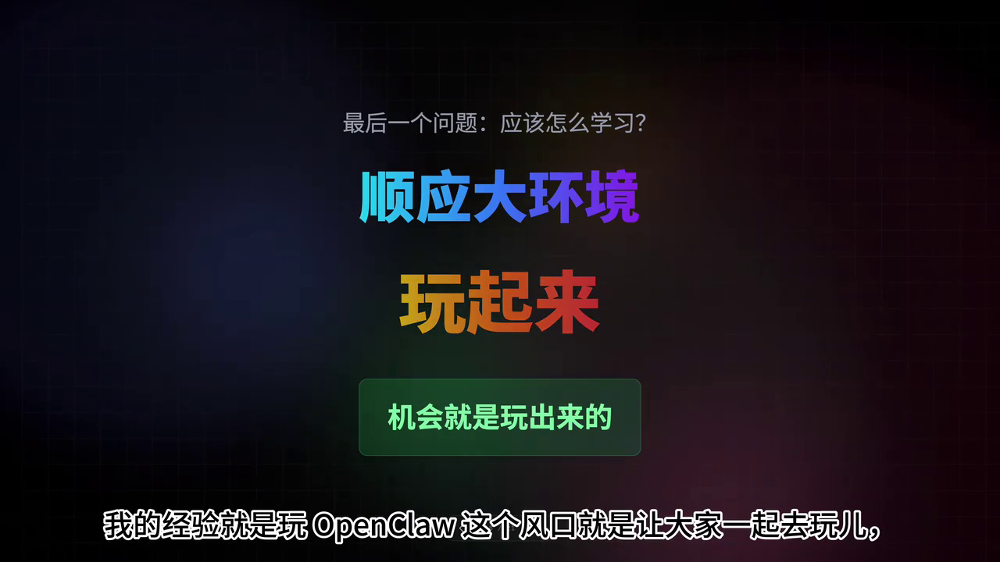 最后一个问题：应该怎么学习？
顺应大环境
玩起来
机会就是玩出来的
我的经验就是玩 OpenClaw 这个风口就是让大家一起去玩儿，